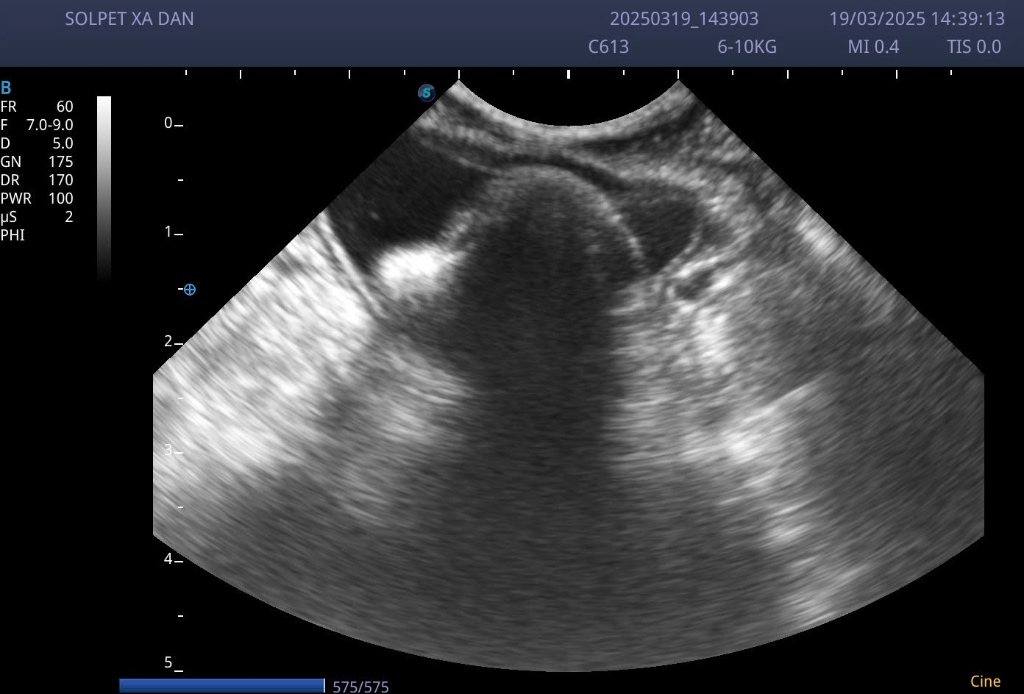 SOLPET XA DAN
20250319_143903
19/03/2025 14:39:13
C613
6-10KG
MI 0.4
TIS 0.0
B
FR 60
F 7.0-9.0
D 5.0
GN 175
DR 170
PWR 100
µS 2
PHI
S
0
1
2
3
4
5
575/575
Cine